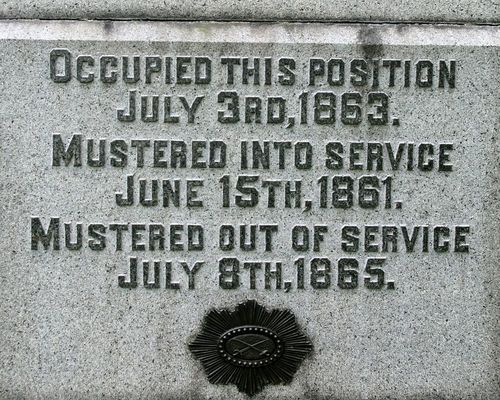 Occupied this position
July 3rd, 1863.
Mustered into service
June 15th, 1861.
Mustered out of service
July 8th, 1865.